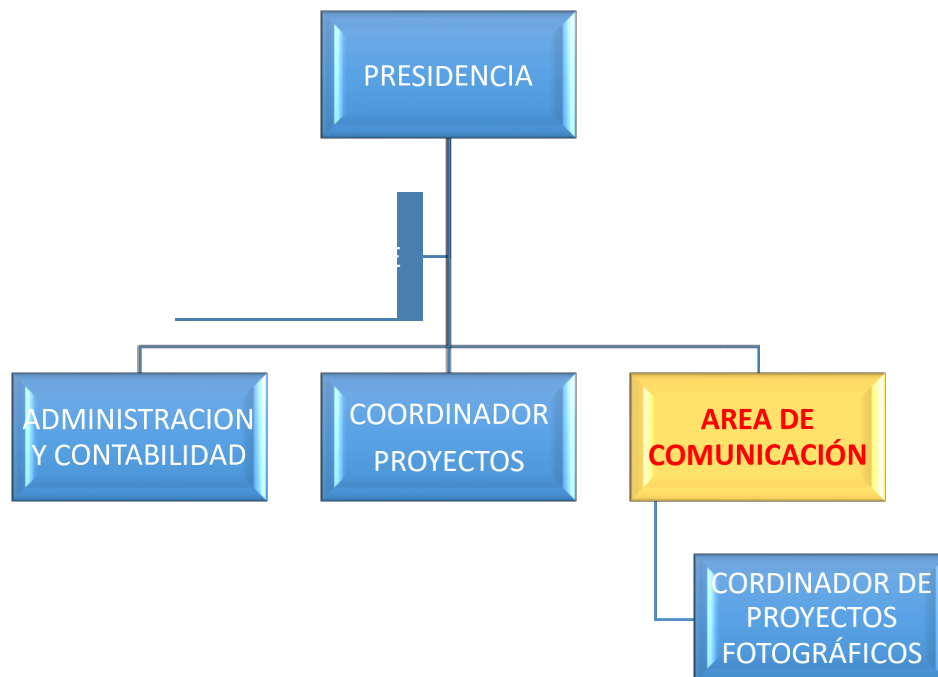 PRESIDENCIA
E
ADMINISTRACION
Y CONTABILIDAD
COORDINADOR
PROYECTOS
AREA DE
COMUNICACIÓN
CORDINADOR DE
PROYECTOS
FOTOGRÁFICOS